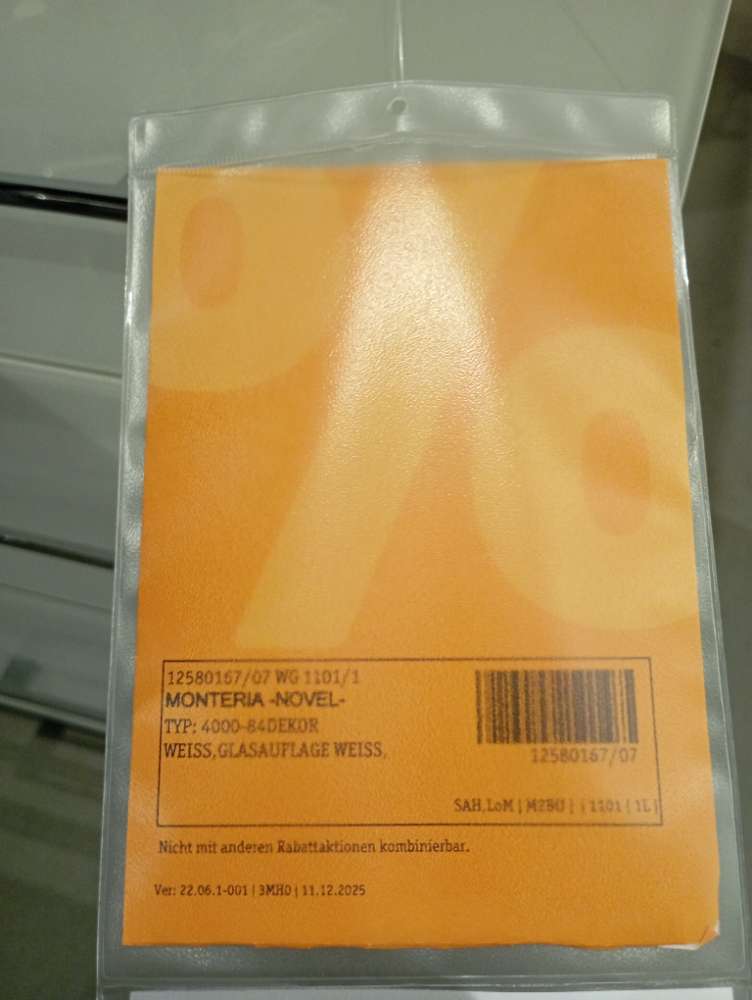 %
12580167/07 WG 1101/1
MONTERIA -NOVEL-
TYP: 4000-84DEKOR
WEISS,GLASAUFLAGE WEISS,
12580167/07
SAH,LoM | | | 1101 | 1L |
Nicht mit anderen Rabattaktionen kombinierbar.
Ver: 22.06.1-001 | 3MH0 | 11.12.2025